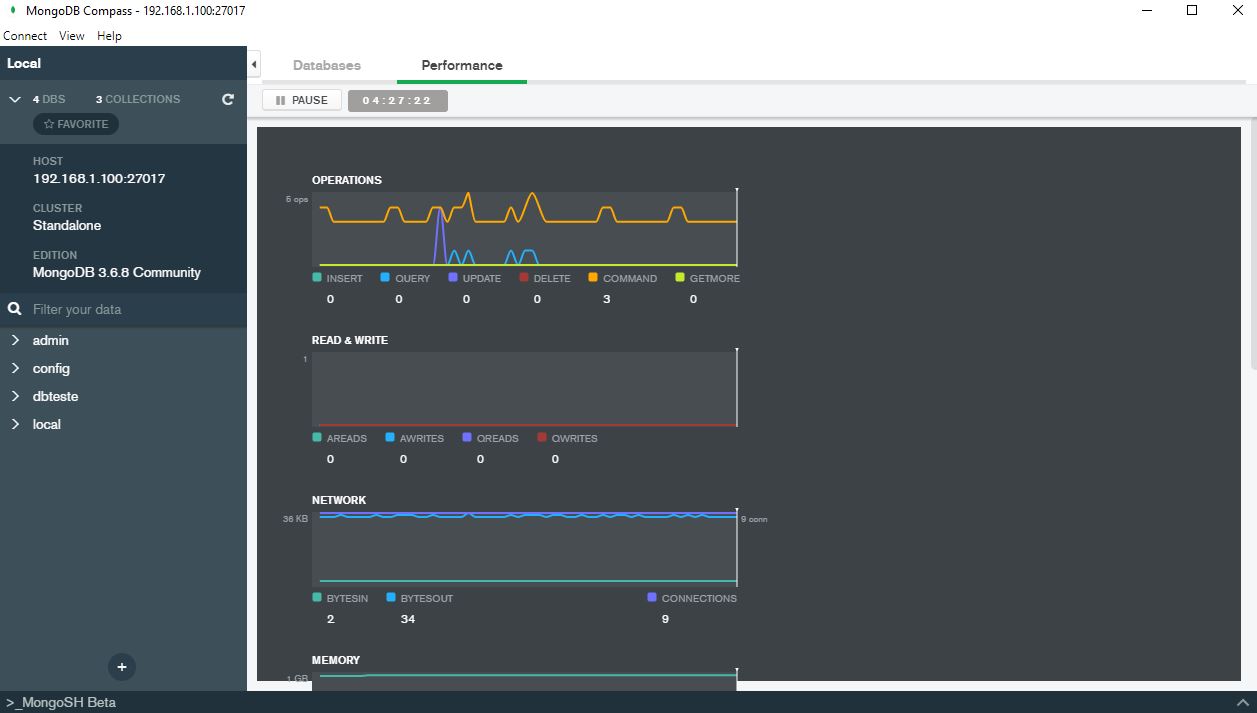 MongoDB Compass - 192.168.1.100:27017
Connect View Help
Local
4 DBS 3 COLLECTIONS
FAVORITE
HOST
192.168.1.100:27017
CLUSTER
Standalone
EDITION
MongoDB 3.6.8 Community
Filter your data
admin
config
dbteste
local
+
Databases Performance
PAUSE 04:27:22
OPERATIONS
5 ops
INSERT QUERY UPDATE DELETE COMMAND GETMORE
0 0 0 0 3 0
READ & WRITE
1
AREADS AWRITES QREADS QWRITES
0 0 0 0
NETWORK
36 KB 9 conn
BYTESIN BYTESOUT CONNECTIONS
2 34 9
MEMORY
1 GB
>_MongoSH Beta